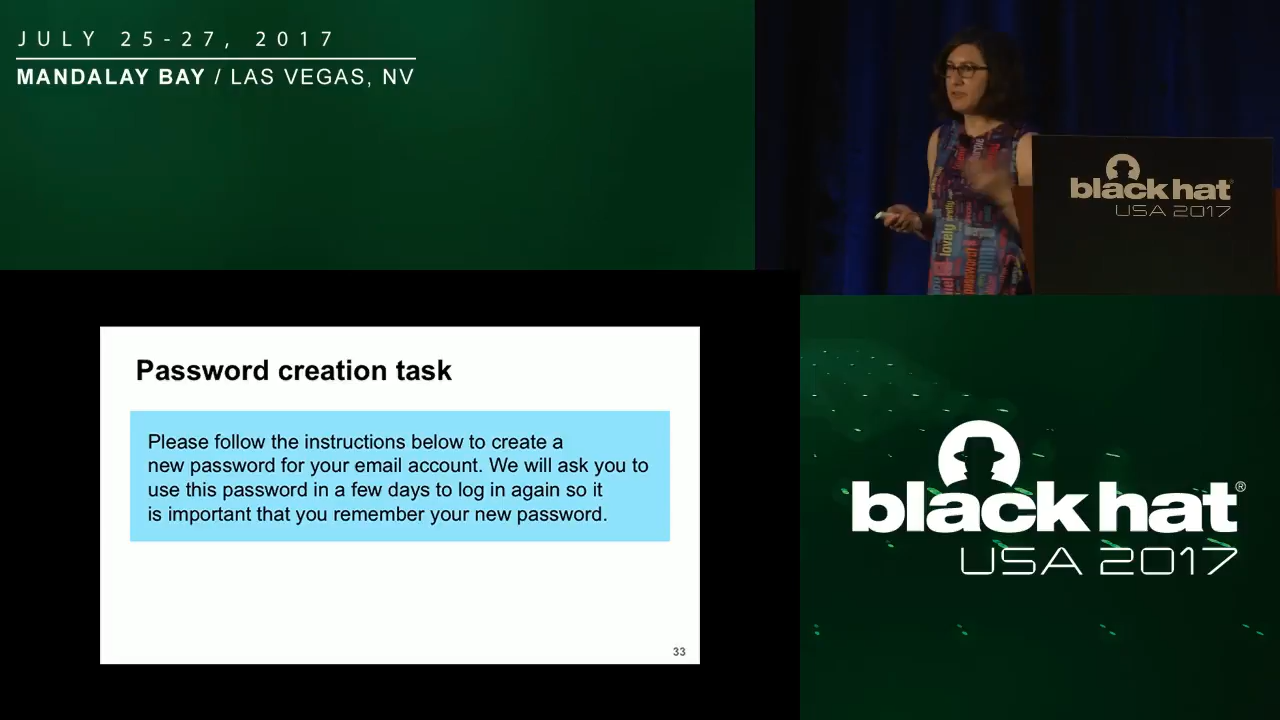 JULY 25-27, 2017
MANDALAY BAY / LAS VEGAS, NV
black hat
USA 2017
lovely
pretty
password
Password creation task
Please follow the instructions below to create a
new password for your email account. We will ask you to
use this password in a few days to log in again so it
is important that you remember your new password.
33
black hat®
USA 2017